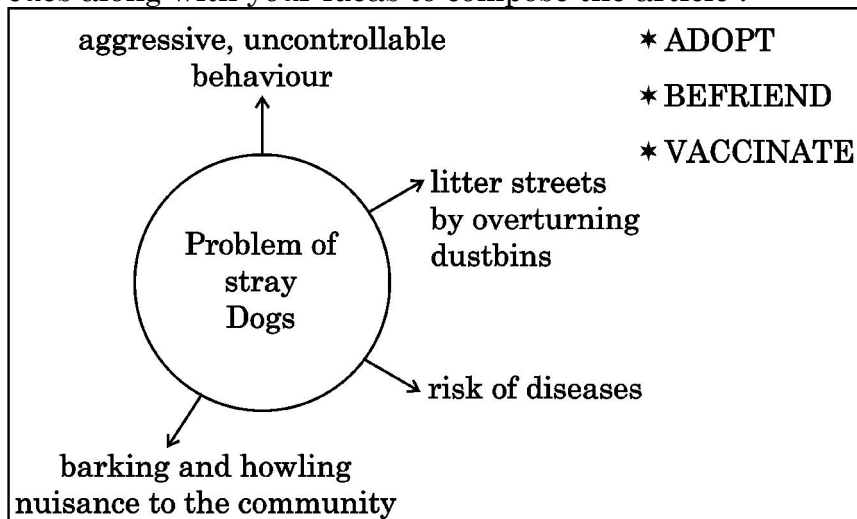 cues along with your ideas to compose the article :
aggressive, uncontrollable
behaviour
✶ ADOPT
✶ BEFRIEND
✶ VACCINATE
litter streets
by overturning
dustbins
Problem of
stray
Dogs
risk of diseases
barking and howling
nuisance to the community